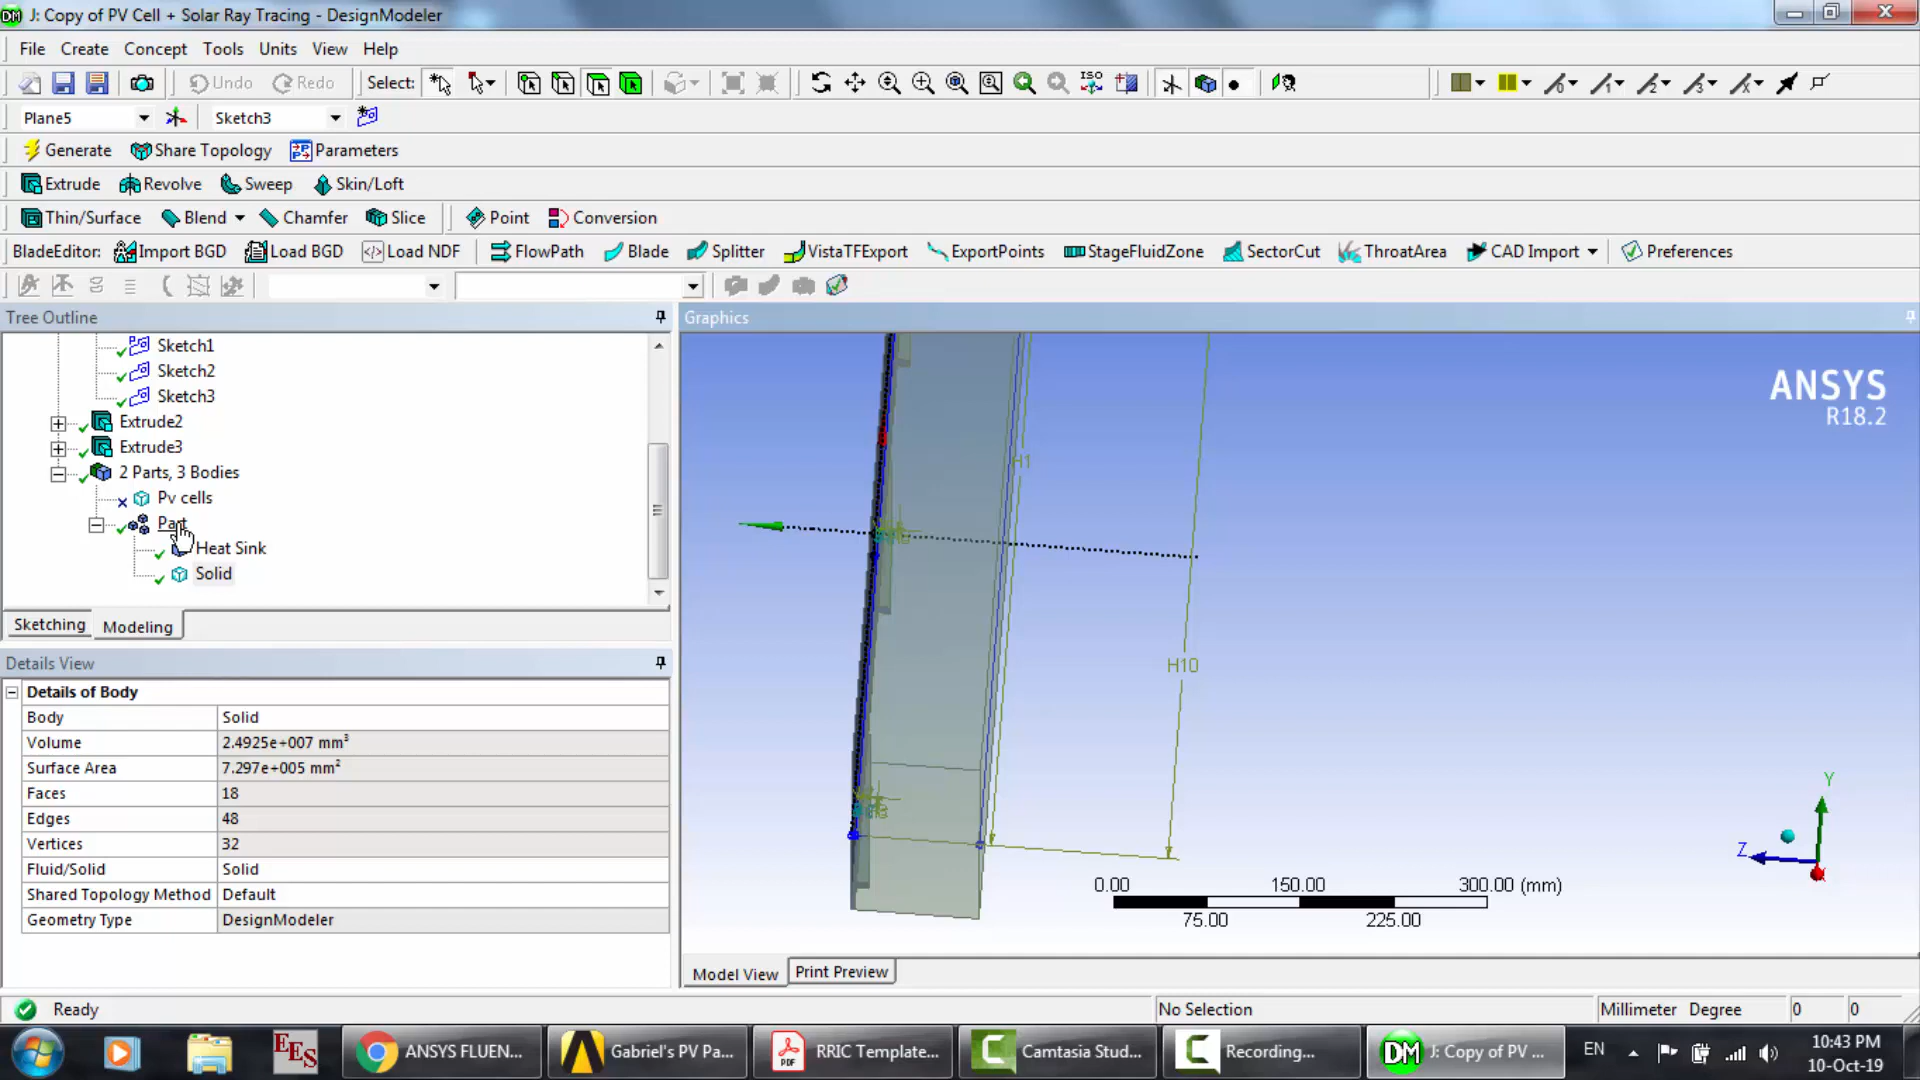 J: Copy of PV Cell + Solar Ray Tracing - DesignModeler
File Create Concept Tools Units View Help
Undo Redo Select: ISO
Plane5 Sketch3
Generate Share Topology Parameters
Extrude Revolve Sweep Skin/Loft
Thin/Surface Blend Chamfer Slice Point Conversion
BladeEditor: Import BGD Load BGD Load NDF FlowPath Blade Splitter VistaTFExport ExportPoints StageFluidZone SectorCut ThroatArea CAD Import Preferences
Tree Outline
Sketch1
Sketch2
Sketch3
Extrude2
Extrude3
2 Parts, 3 Bodies
Pv cells
Part
Heat Sink
Solid
Sketching Modeling
Details View
Details of Body
Body Solid
Volume 2.4925e+007 mm³
Surface Area 7.297e+005 mm²
Faces 18
Edges 48
Vertices 32
Fluid/Solid Solid
Shared Topology Method Default
Geometry Type DesignModeler
Graphics
ANSYS
R18.2
H1
H10
Y
Z
0.00 150.00 300.00 (mm)
75.00 225.00
Model View Print Preview
Ready No Selection Millimeter Degree 0 0
EES ANSYS FLUEN... Gabriel's PV Pa... RRIC Template... Camtasia Stud... Recording... DM J: Copy of PV ... EN 10:43 PM
10-Oct-19